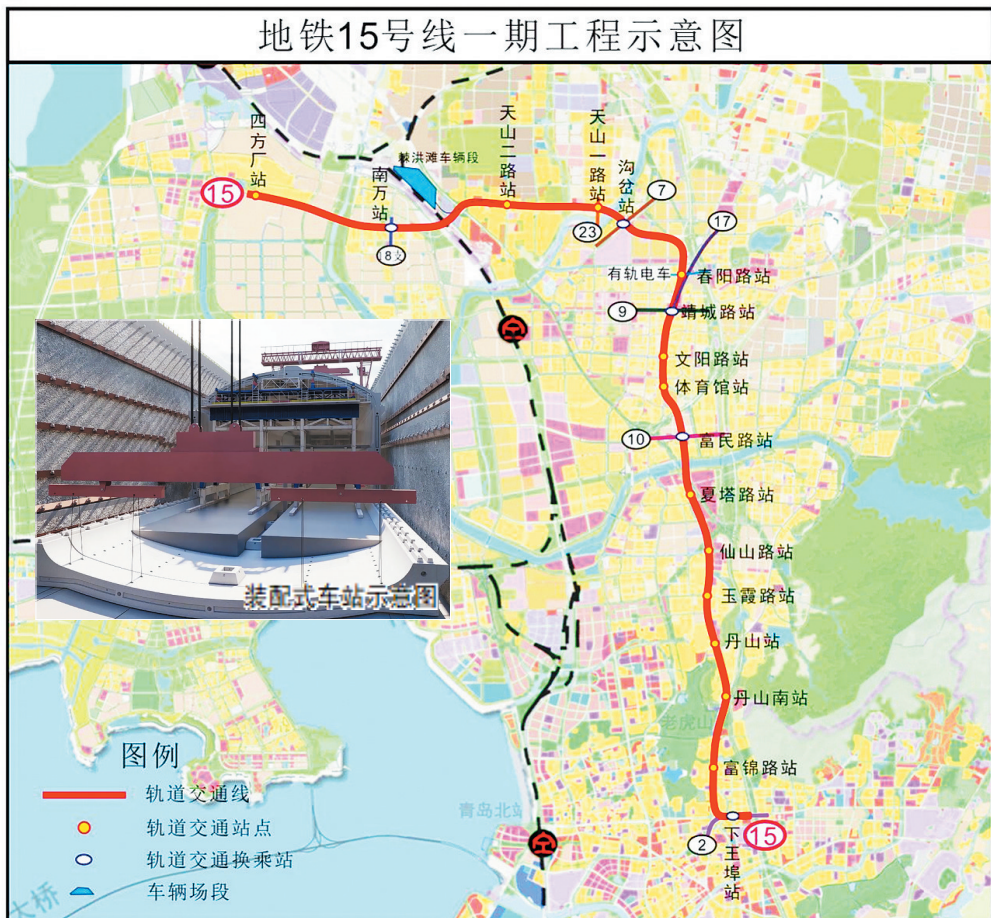 地铁15号线一期工程示意图
四方厂站
15
南万站
18支
棘洪滩车辆段
天山二路站
天山一路站
23
沟岔站
7
17
有轨电车
春阳路站
9
靖城路站
文阳路站
体育馆站
10
富民路站
夏塔路站
仙山路站
玉霞路站
丹山站
丹山南站
老虎山
富锦路站
青岛北站
2
下王埠站
15
装配式车站示意图
图例
轨道交通线
轨道交通站点
轨道交通换乘站
车辆场段
大桥